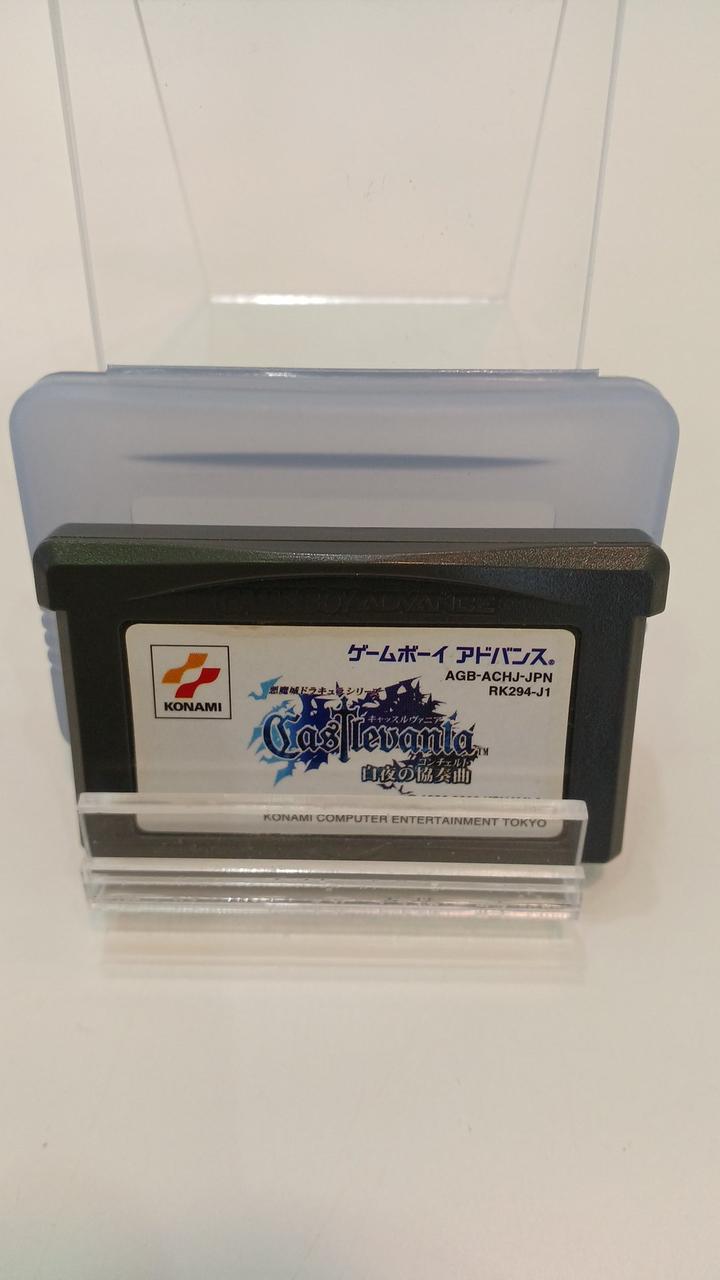 GAME BOY ADVANCE
KONAMI
ゲームボーイ アドバンス®
AGB-ACHJ-JPN
RK294-J1
悪魔城ドラキュラシリーズ
キャッスルヴァニア
Castlevania™
コンチェルト
白夜の協奏曲
KONAMI COMPUTER ENTERTAINMENT TOKYO